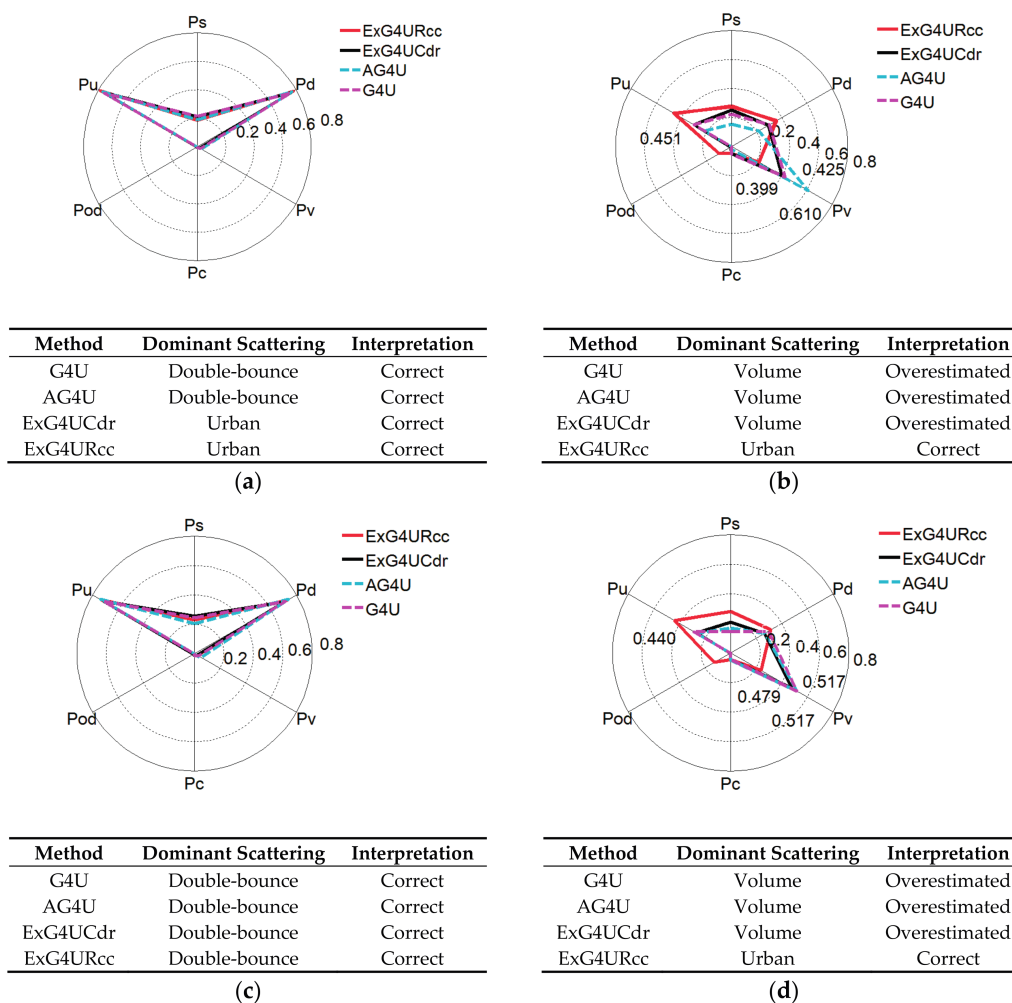 Ps
Pu
Pd
Pod
Pv
Pc
0.2
0.4
0.6
0.8
ExG4URcc
ExG4UCdr
AG4U
G4U
Method Dominant Scattering Interpretation
G4U Double-bounce Correct
AG4U Double-bounce Correct
ExG4UCdr Urban Correct
ExG4URcc Urban Correct
(a)
Ps
Pu
Pd
Pod
Pv
Pc
0.2
0.4
0.6
0.8
0.451
0.425
0.399
0.610
ExG4URcc
ExG4UCdr
AG4U
G4U
Method Dominant Scattering Interpretation
G4U Volume Overestimated
AG4U Volume Overestimated
ExG4UCdr Volume Overestimated
ExG4URcc Urban Correct
(b)
Ps
Pu
Pd
Pod
Pv
Pc
0.2
0.4
0.6
0.8
ExG4URcc
ExG4UCdr
AG4U
G4U
Method Dominant Scattering Interpretation
G4U Double-bounce Correct
AG4U Double-bounce Correct
ExG4UCdr Double-bounce Correct
ExG4URcc Double-bounce Correct
(c)
Ps
Pu
Pd
Pod
Pv
Pc
0.2
0.4
0.6
0.8
0.440
0.517
0.479
0.517
ExG4URcc
ExG4UCdr
AG4U
G4U
Method Dominant Scattering Interpretation
G4U Volume Overestimated
AG4U Volume Overestimated
ExG4UCdr Volume Overestimated
ExG4URcc Urban Correct
(d)